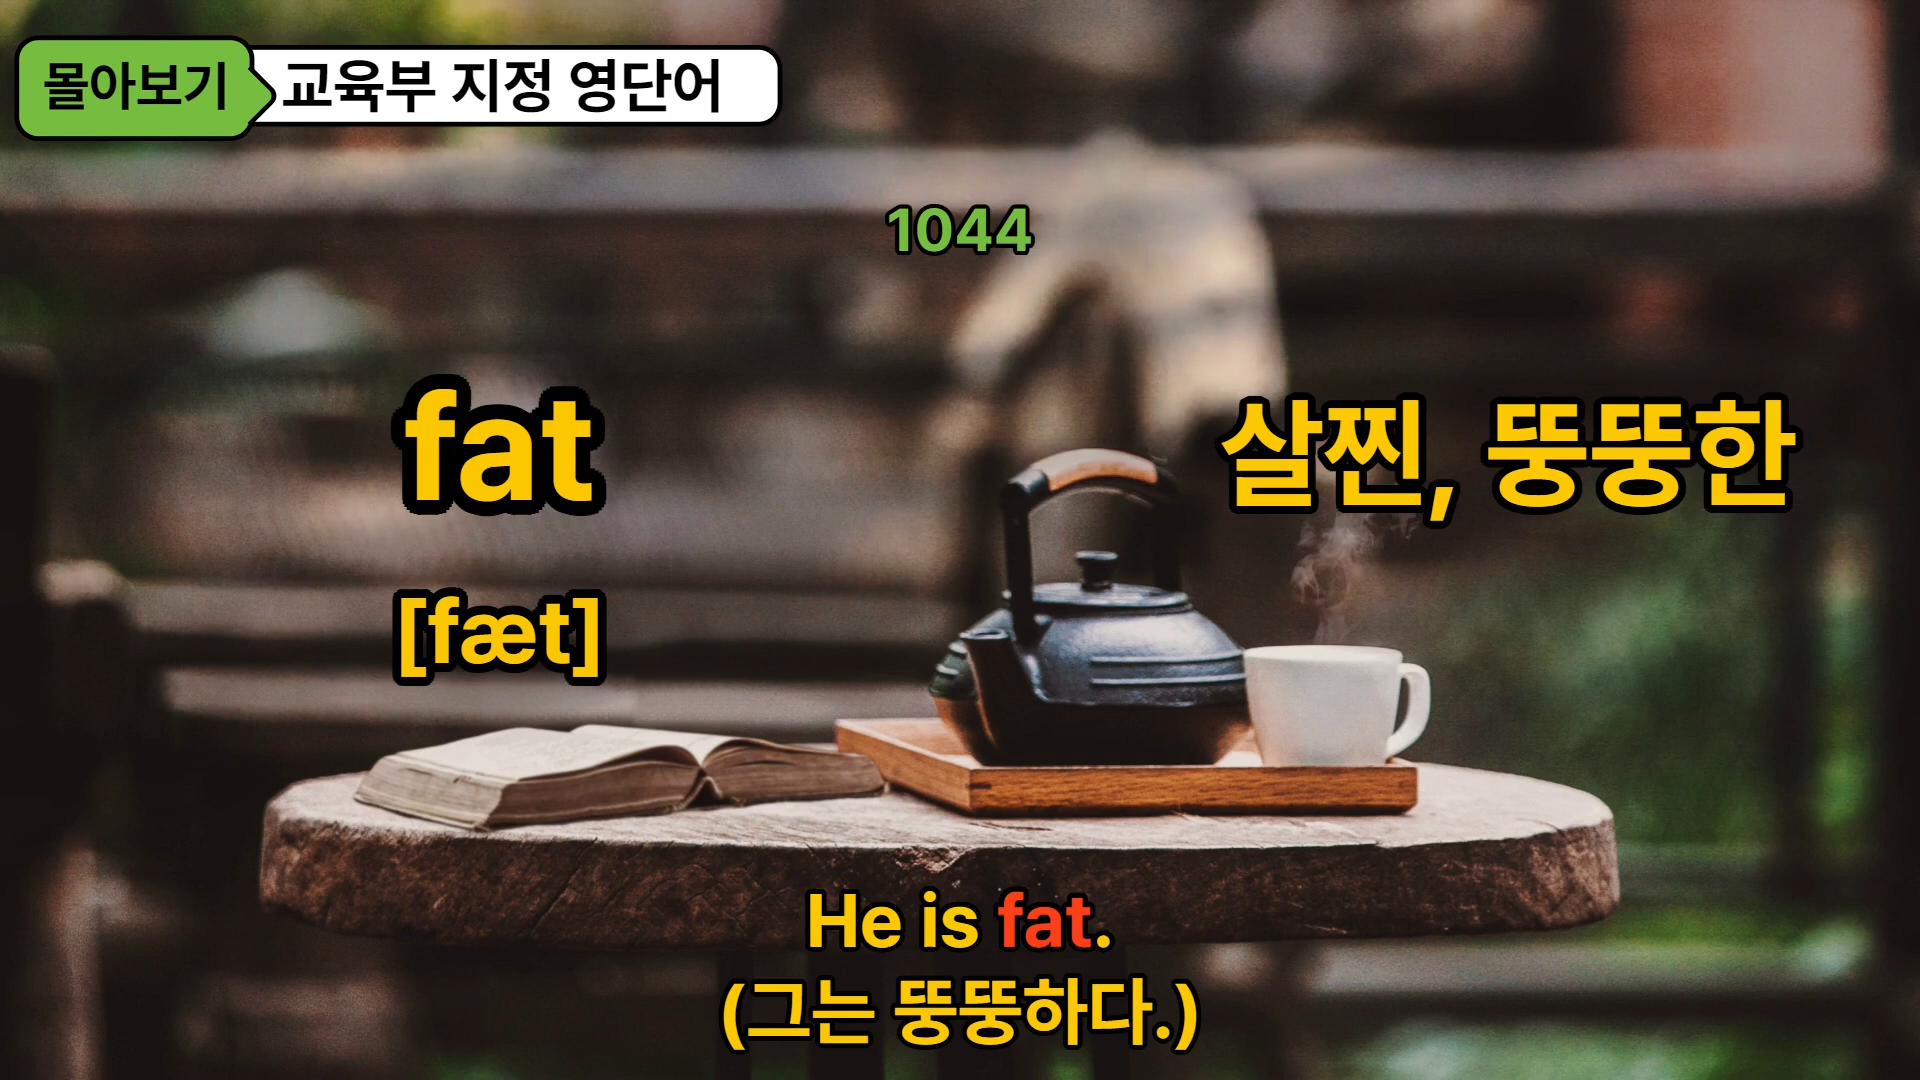 몰아보기 교육부 지정 영단어
1044
fat 살찐, 뚱뚱한
[fæt]
He is fat.
(그는 뚱뚱하다.)